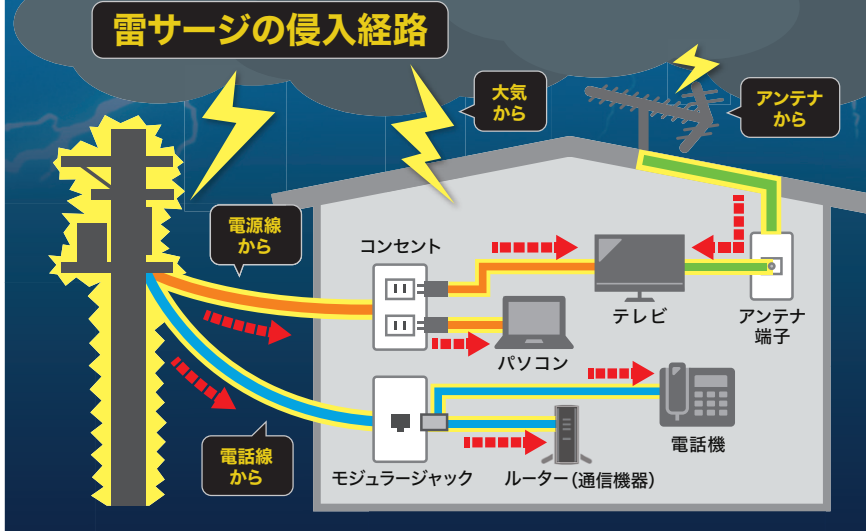 雷サージの侵入経路
大気
から
アンテナ
から
電源線
から
コンセント
テレビ
アンテナ
端子
パソコン
電話機
電話線
から
モジュラージャック
ルーター(通信機器)